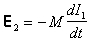 E₂ = −M dI₁/dt